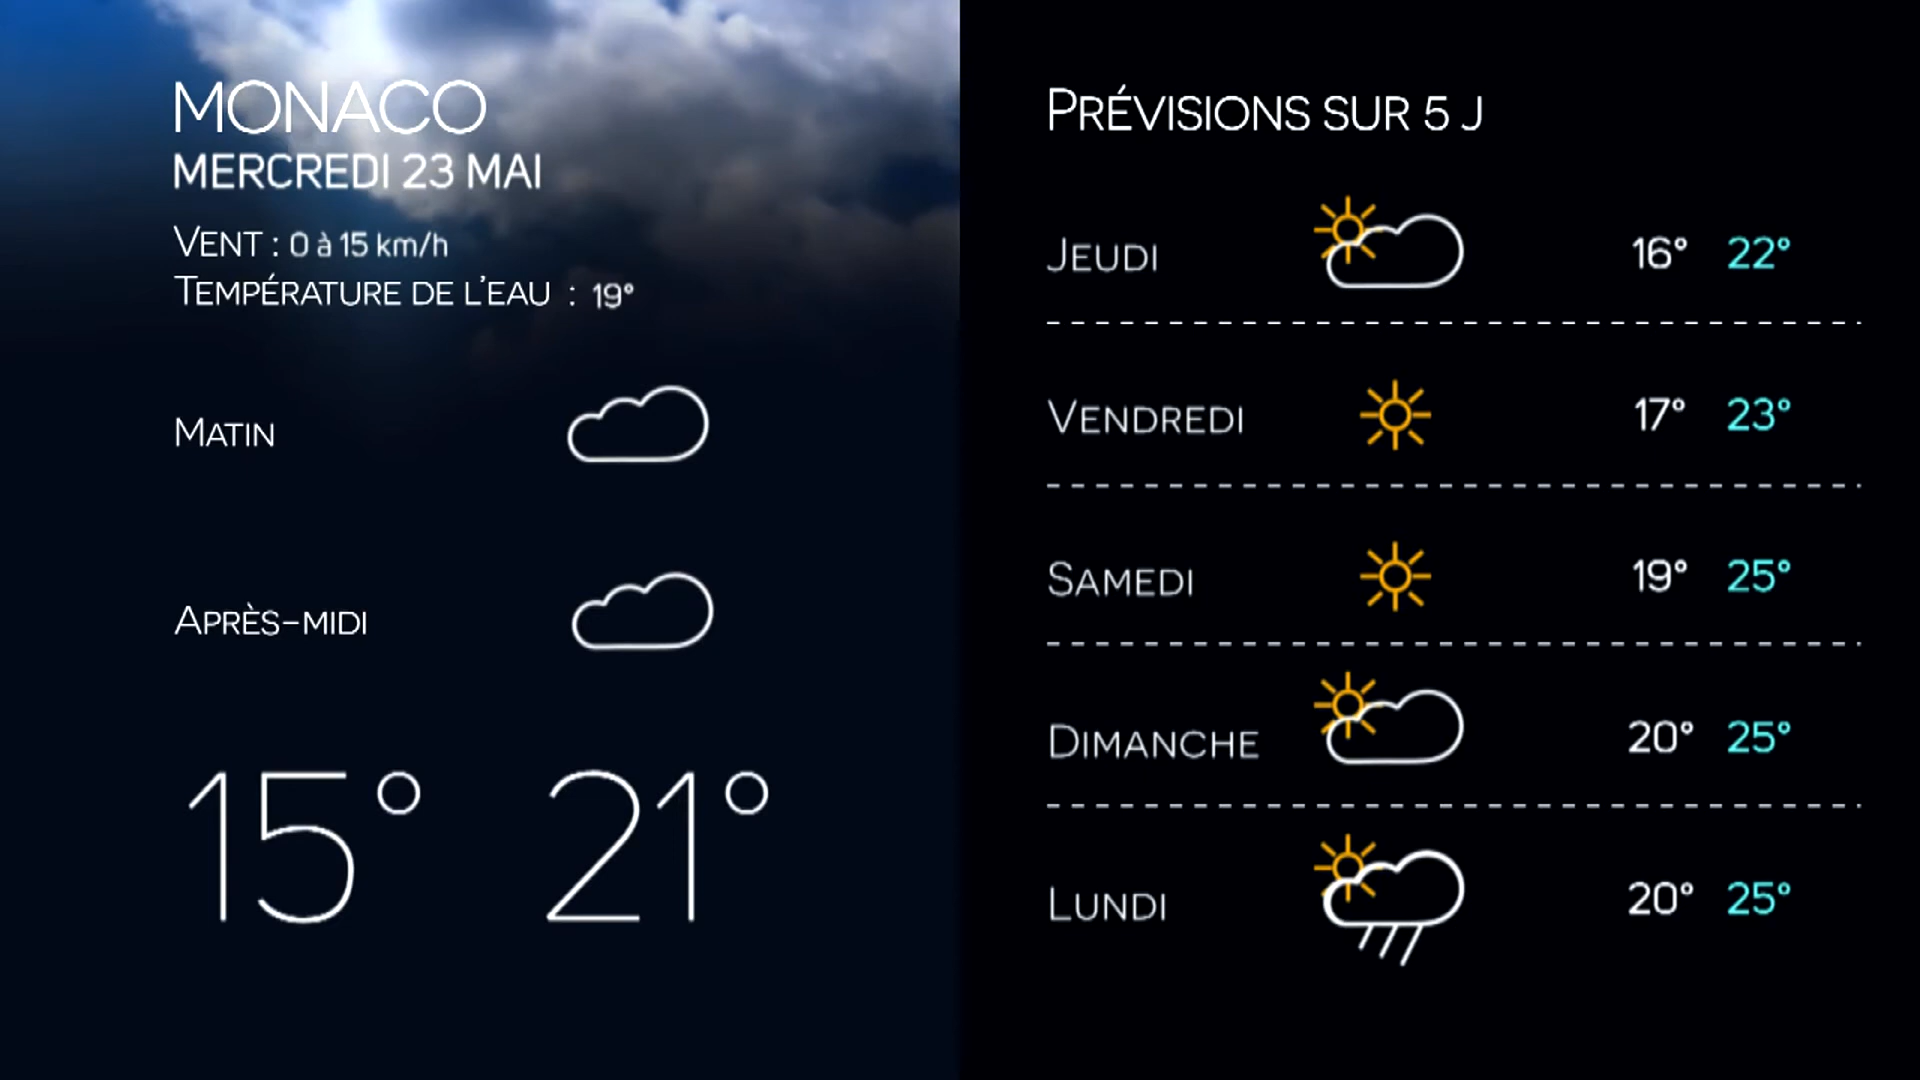 MONACO
MERCREDI 23 MAI
VENT : 0 à 15 km/h
TEMPÉRATURE DE L'EAU : 19°
MATIN
APRÈS-MIDI
15° 21°
PRÉVISIONS SUR 5 J
JEUDI 16° 22°
VENDREDI 17° 23°
SAMEDI 19° 25°
DIMANCHE 20° 25°
LUNDI 20° 25°